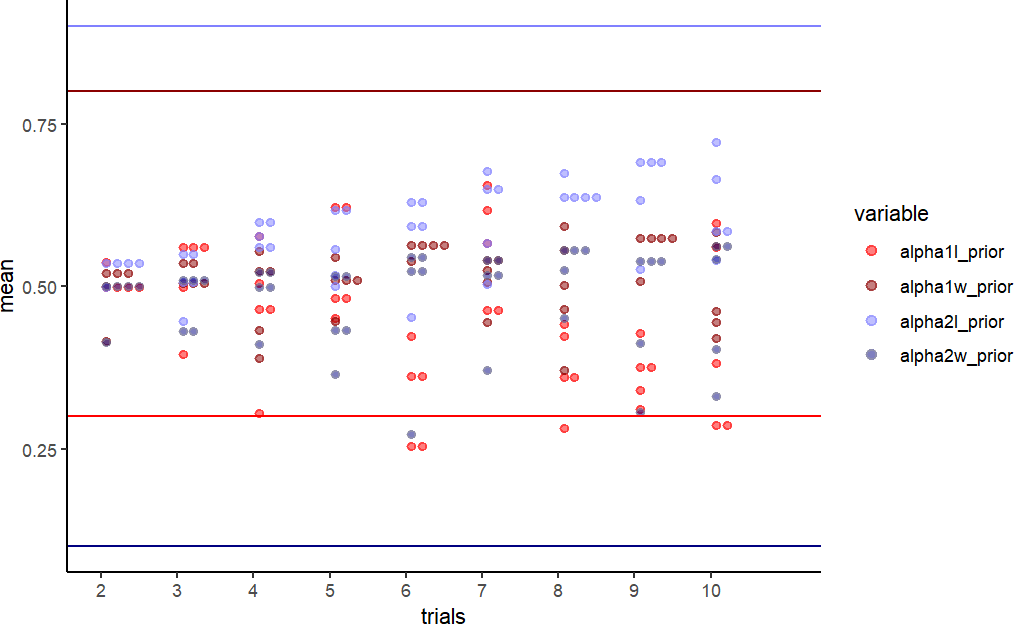 mean
0.75
0.50
0.25
2 3 4 5 6 7 8 9 10
trials
variable
alpha1l_prior
alpha1w_prior
alpha2l_prior
alpha2w_prior